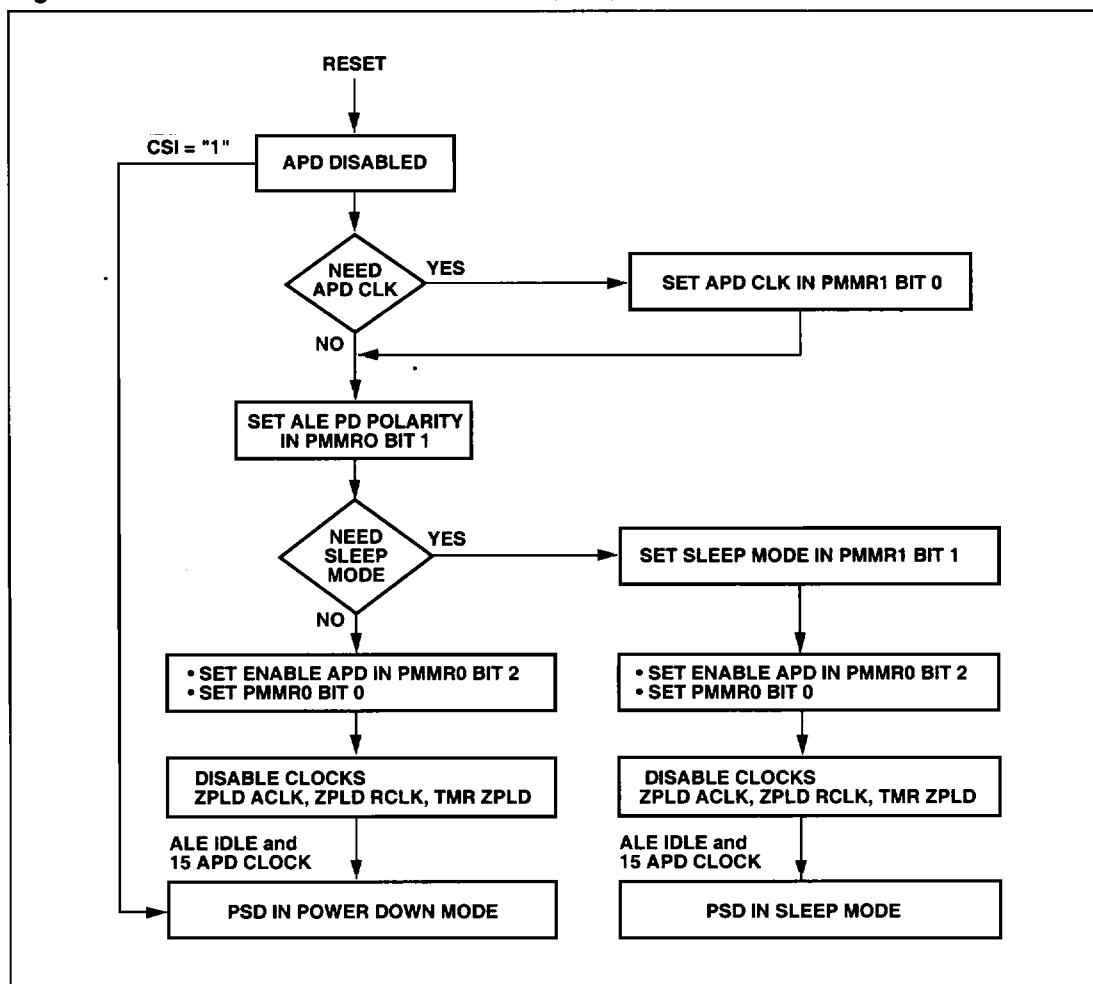 RESET
CSI = "1"
APD DISABLED
NEED
APD CLK
YES
SET APD CLK IN PMMR1 BIT 0
NO
SET ALE PD POLARITY
IN PMMRO BIT 1
NEED
SLEEP
MODE
YES
SET SLEEP MODE IN PMMR1 BIT 1
NO
• SET ENABLE APD IN PMMR0 BIT 2
• SET PMMR0 BIT 0
• SET ENABLE APD IN PMMR0 BIT 2
• SET PMMR0 BIT 0
DISABLE CLOCKS
ZPLD ACLK, ZPLD RCLK, TMR ZPLD
DISABLE CLOCKS
ZPLD ACLK, ZPLD RCLK, TMR ZPLD
ALE IDLE and
15 APD CLOCK
ALE IDLE and
15 APD CLOCK
PSD IN POWER DOWN MODE
PSD IN SLEEP MODE